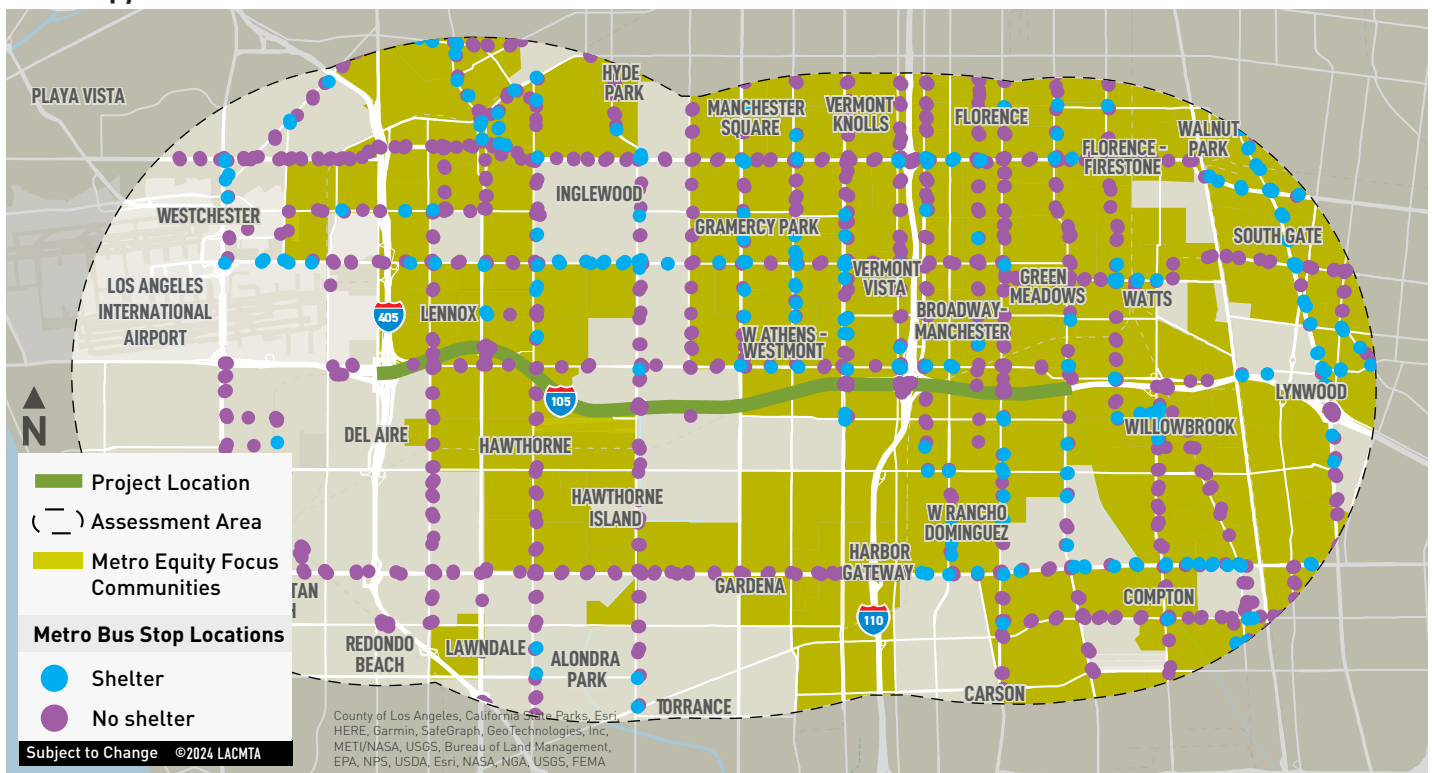 PLAYA VISTA
HYDE
PARK
MANCHESTER
SQUARE
VERMONT
KNOLLS
FLORENCE
WALNUT
PARK
FLORENCE –
FIRESTONE
INGLEWOOD
WESTCHESTER
GRAMERCY PARK
SOUTH GATE
LOS ANGELES
INTERNATIONAL
AIRPORT
VERMONT
VISTA
GREEN
MEADOWS
WATTS
405
LENNOX
BROADWAY–
MANCHESTER
W ATHENS –
WESTMONT
105
LYNWOOD
N
DEL AIRE
HAWTHORNE
WILLOWBROOK
HAWTHORNE
ISLAND
W RANCHO
DOMINGUEZ
HARBOR
GATEWAY
GARDENA
COMPTON
110
REDONDO
BEACH
LAWNDALE
ALONDRA
PARK
CARSON
TORRANCE
Project Location
Assessment Area
Metro Equity Focus
Communities
Metro Bus Stop Locations
Shelter
No shelter
Subject to Change ©2024 LACMTA
County of Los Angeles, California State Parks, Esri,
HERE, Garmin, SafeGraph, GeoTechnologies, Inc,
METI/NASA, USGS, Bureau of Land Management,
EPA, NPS, USDA, Esri, NASA, NGA, USGS, FEMA